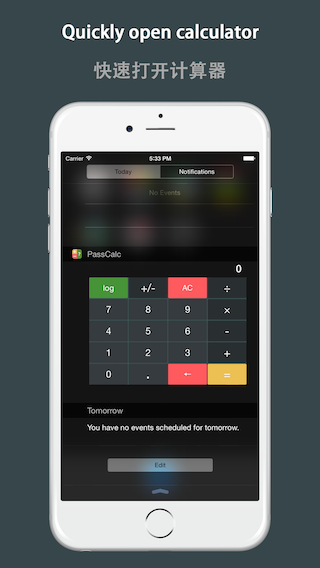 Quickly open calculator
快速打开计算器
Carrier 5:33 PM
Today Notifications
No Events
PassCalc
0
log +/- AC ÷
7 8 9 ×
4 5 6 -
1 2 3 +
0 . ← =
Tomorrow
You have no events scheduled for tomorrow.
Edit